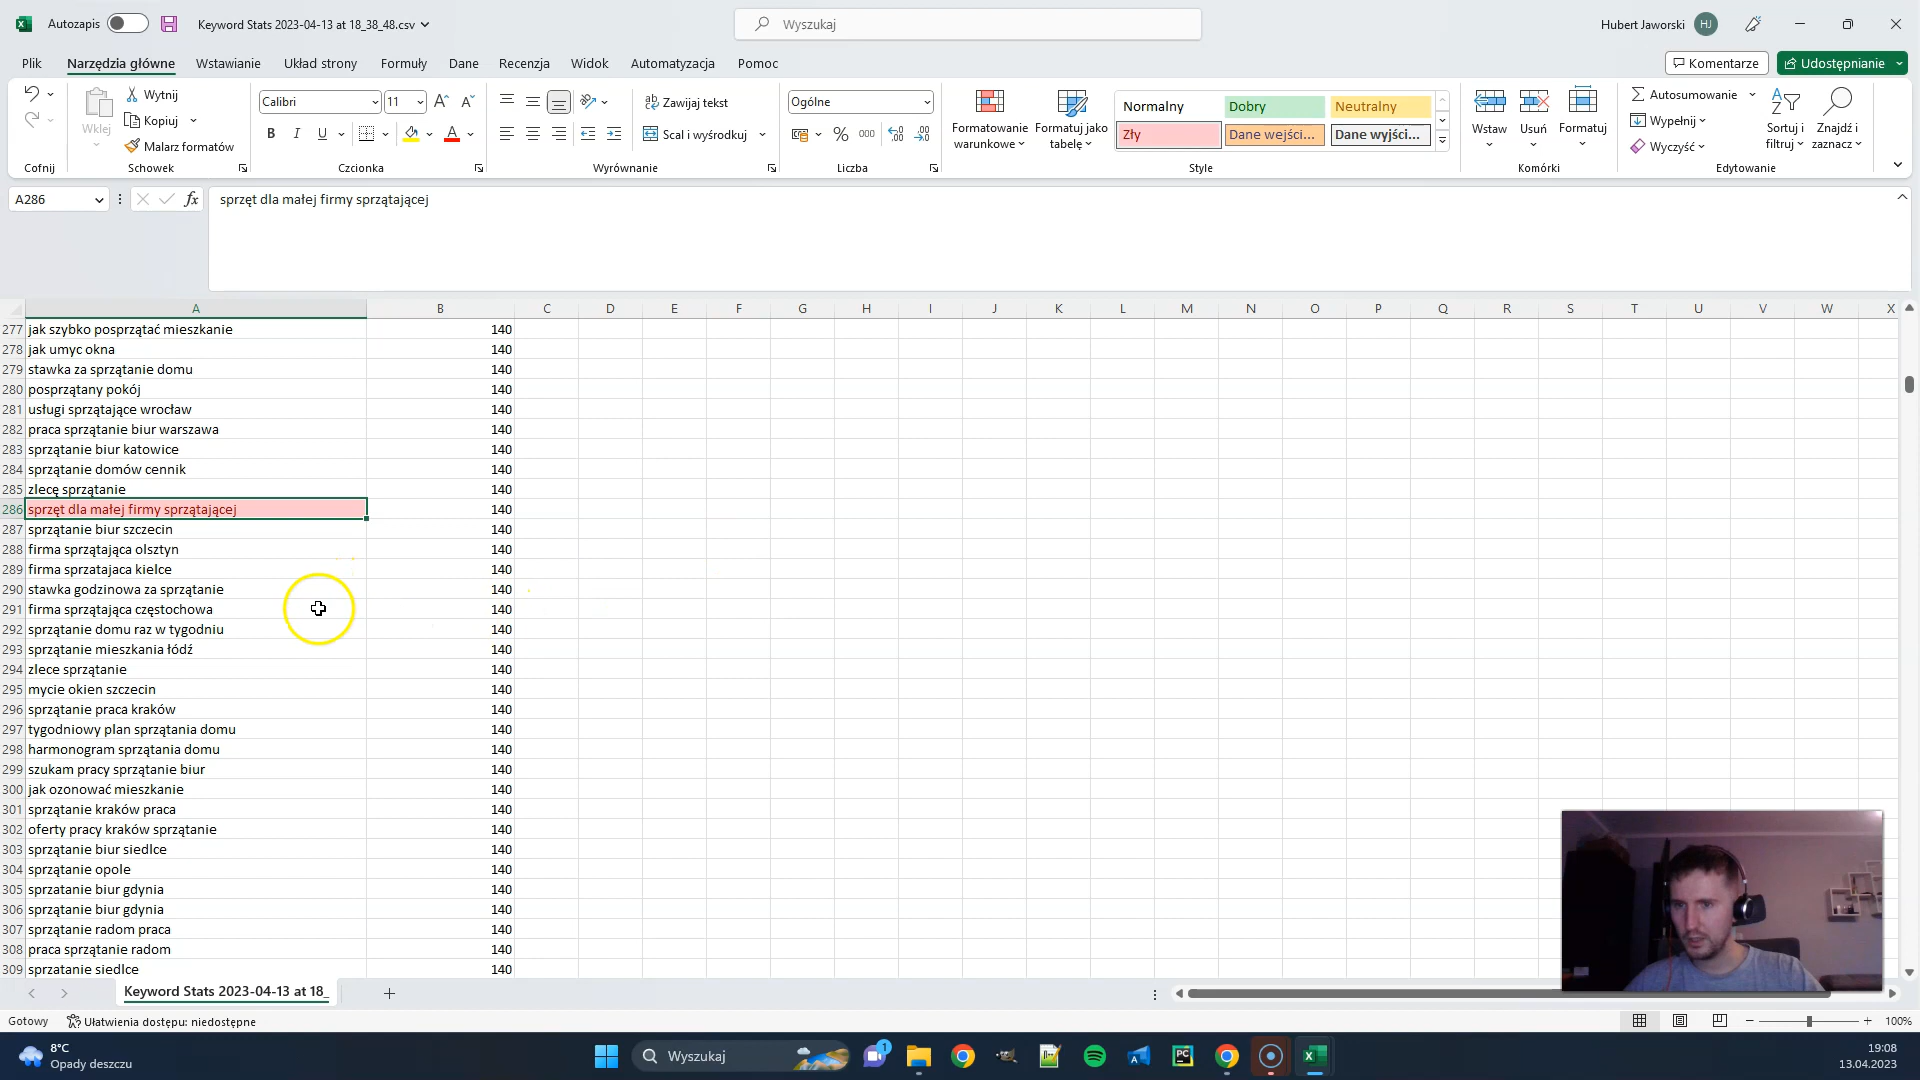 Autozapis
Keyword Stats 2023-04-13 at 18_38_48.csv
Wyszukaj
Hubert Jaworski
HJ
Plik
Narzędzia główne
Wstawianie
Układ strony
Formuły
Dane
Recenzja
Widok
Automatyzacja
Pomoc
Komentarze
Udostępnianie
Wklej
Wytnij
Kopiuj
Malarz formatów
Calibri
11
Zawijaj tekst
Scal i wyśrodkuj
Ogólne
Formatowanie warunkowe
Formatuj jako tabelę
Normalny
Dobry
Neutralny
Zły
Dane wejści...
Dane wyjści...
Wstaw
Usuń
Formatuj
Autosumowanie
Wypełnij
Wyczyść
Sortuj i filtruj
Znajdź i zaznacz
Cofnij
Schowek
Czcionka
Wyrównanie
Liczba
Style
Komórki
Edytowanie
A286
sprzęt dla małej firmy sprzątającej
A B C D E F G H I J K L M N O P Q R S T U V W X
277 jak szybko posprzątać mieszkanie 140
278 jak umyc okna 140
279 stawka za sprzątanie domu 140
280 posprzątany pokój 140
281 usługi sprzątające wrocław 140
282 praca sprzątanie biur warszawa 140
283 sprzątanie biur katowice 140
284 sprzątanie domów cennik 140
285 zlecę sprzątanie 140
286 sprzęt dla małej firmy sprzątającej 140
287 sprzątanie biur szczecin 140
288 firma sprzątająca olsztyn 140
289 firma sprzatajaca kielce 140
290 stawka godzinowa za sprzątanie 140
291 firma sprzątająca częstochowa 140
292 sprzątanie domu raz w tygodniu 140
293 sprzątanie mieszkania łódź 140
294 zlece sprzątanie 140
295 mycie okien szczecin 140
296 sprzątanie praca kraków 140
297 tygodniowy plan sprzątania domu 140
298 harmonogram sprzątania domu 140
299 szukam pracy sprzątanie biur 140
300 jak ozonować mieszkanie 140
301 sprzątanie kraków praca 140
302 oferty pracy kraków sprzątanie 140
303 sprzątanie biur siedlce 140
304 sprzątanie opole 140
305 sprzatanie biur gdynia 140
306 sprzątanie biur gdynia 140
307 sprzątanie radom praca 140
308 praca sprzątanie radom 140
309 sprzatanie siedlce 140
Keyword Stats 2023-04-13 at 18_
Gotowy
Ułatwienia dostępu: niedostępne
100%
8°C
Opady deszczu
Wyszukaj
1
19:08
13.04.2023